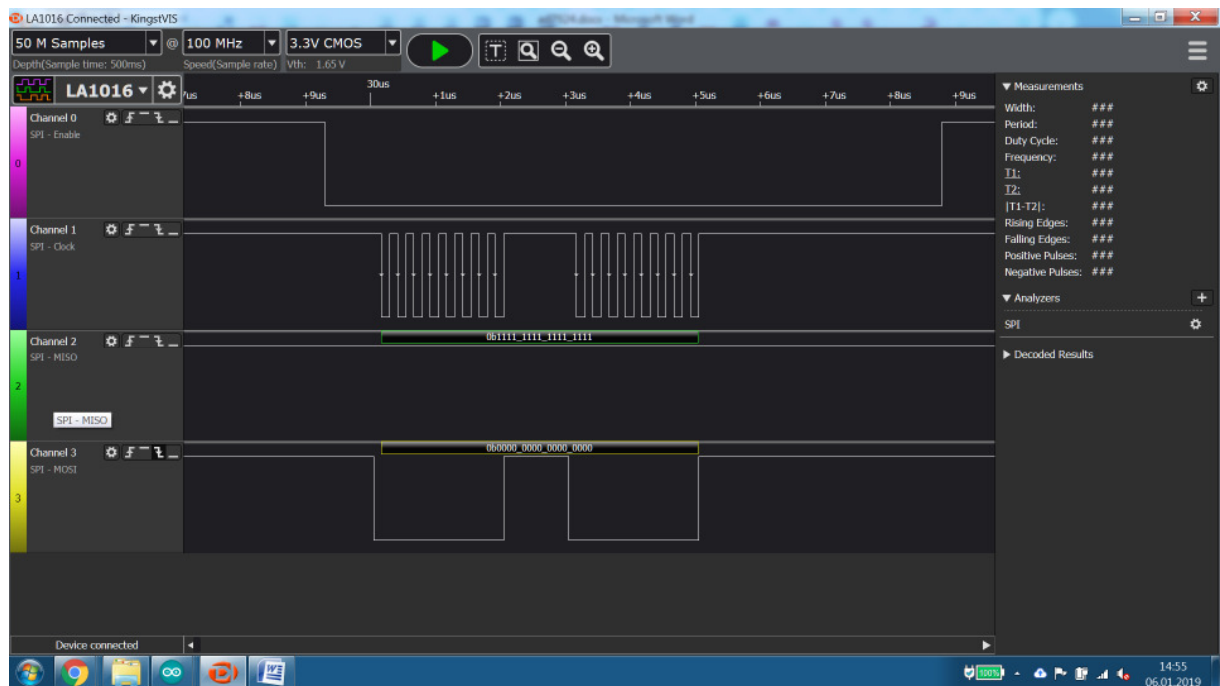 LA1016 Connected - KingstVIS
50 M Samples @ 100 MHz 3.3V CMOS
Depth(Sample time: 500ms) Speed(Sample rate) Vth: 1.65 V
LA1016
30us
+8us +9us +1us +2us +3us +4us +5us +6us +7us +8us +9us
Channel 0
SPI - Enable
0
Channel 1
SPI - Clock
1
Channel 2
SPI - MISO
2
0b1111_1111_1111_1111
SPI - MISO
Channel 3
SPI - MOSI
3
0b0000_0000_0000_0000
Device connected
Measurements
Width: ###
Period: ###
Duty Cycle: ###
Frequency: ###
T1: ###
T2: ###
|T1-T2|: ###
Rising Edges: ###
Falling Edges: ###
Positive Pulses: ###
Negative Pulses: ###
Analyzers
SPI
Decoded Results
100%
14:55
06.01.2019